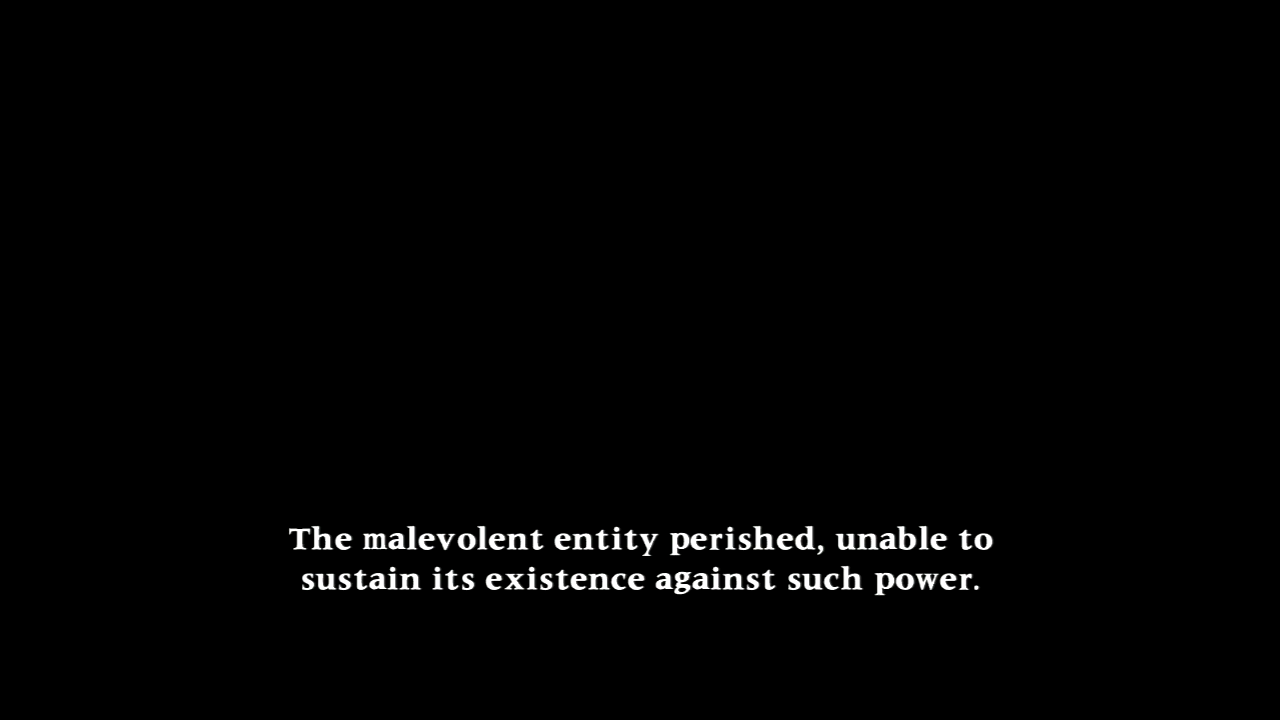 The malevolent entity perished, unable to
sustain its existence against such power.